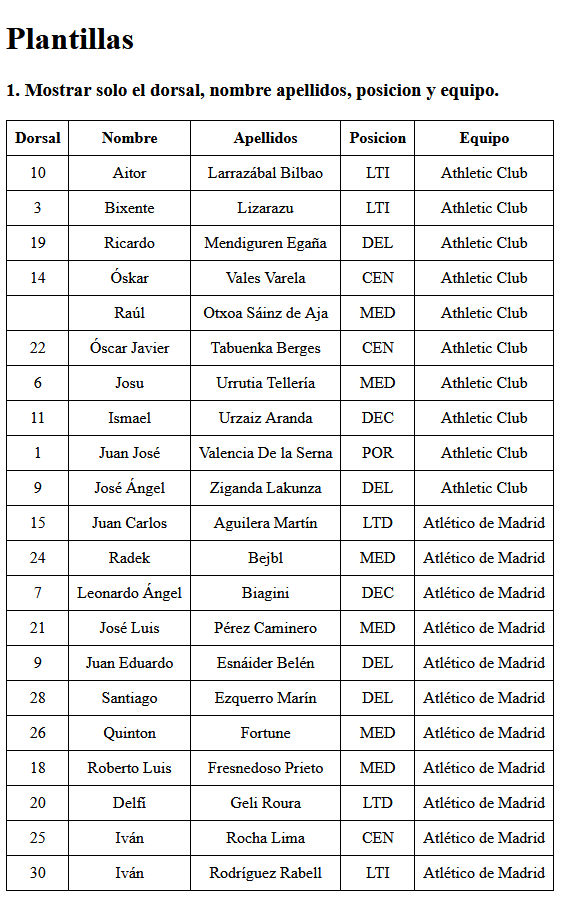 Plantillas
1. Mostrar solo el dorsal, nombre apellidos, posicion y equipo.
Dorsal Nombre Apellidos Posicion Equipo
10 Aitor Larrazábal Bilbao LTI Athletic Club
3 Bixente Lizarazu LTI Athletic Club
19 Ricardo Mendiguren Egaña DEL Athletic Club
14 Óskar Vales Varela CEN Athletic Club
Raúl Otxoa Sáinz de Aja MED Athletic Club
22 Óscar Javier Tabuenka Berges CEN Athletic Club
6 Josu Urrutia Tellería MED Athletic Club
11 Ismael Urzaiz Aranda DEC Athletic Club
1 Juan José Valencia De la Serna POR Athletic Club
9 José Ángel Ziganda Lakunza DEL Athletic Club
15 Juan Carlos Aguilera Martín LTD Atlético de Madrid
24 Radek Bejbl MED Atlético de Madrid
7 Leonardo Ángel Biagini DEC Atlético de Madrid
21 José Luis Pérez Caminero MED Atlético de Madrid
9 Juan Eduardo Esnáider Belén DEL Atlético de Madrid
28 Santiago Ezquerro Marín DEL Atlético de Madrid
26 Quinton Fortune MED Atlético de Madrid
18 Roberto Luis Fresnedoso Prieto MED Atlético de Madrid
20 Delfí Geli Roura LTD Atlético de Madrid
25 Iván Rocha Lima CEN Atlético de Madrid
30 Iván Rodríguez Rabell LTI Atlético de Madrid